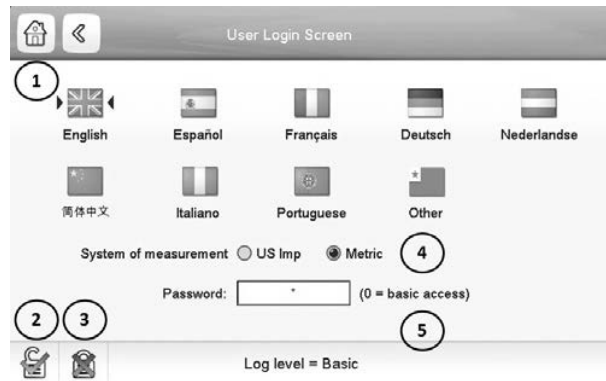 User Login Screen
1
English Español Français Deutsch Nederlandse
简体中文 Italiano Portuguese Other
System of measurement US Imp Metric 4
Password: * (0 = basic access)
2 3 5
Log level = Basic